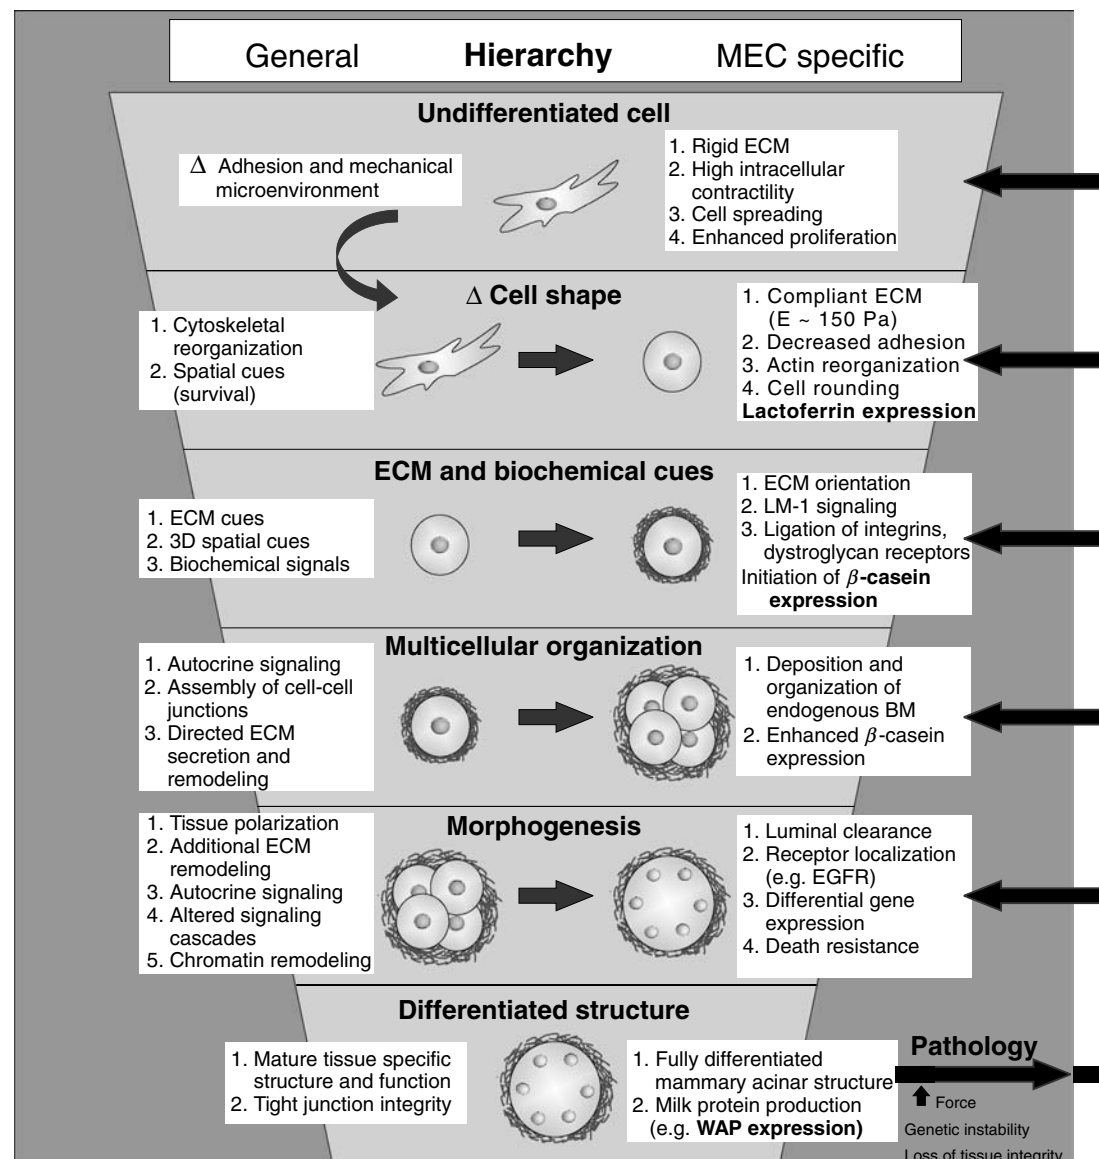 General Hierarchy MEC specific
Undifferentiated cell
Δ Adhesion and mechanical
microenvironment
1. Rigid ECM
2. High intracellular
contractility
3. Cell spreading
4. Enhanced proliferation
Δ Cell shape
1. Cytoskeletal
reorganization
2. Spatial cues
(survival)
1. Compliant ECM
(E ~ 150 Pa)
2. Decreased adhesion
3. Actin reorganization
4. Cell rounding
Lactoferrin expression
ECM and biochemical cues
1. ECM cues
2. 3D spatial cues
3. Biochemical signals
1. ECM orientation
2. LM-1 signaling
3. Ligation of integrins,
dystroglycan receptors
Initiation of β-casein
expression
Multicellular organization
1. Autocrine signaling
2. Assembly of cell-cell
junctions
3. Directed ECM
secretion and
remodeling
1. Deposition and
organization of
endogenous BM
2. Enhanced β-casein
expression
Morphogenesis
1. Tissue polarization
2. Additional ECM
remodeling
3. Autocrine signaling
4. Altered signaling
cascades
5. Chromatin remodeling
1. Luminal clearance
2. Receptor localization
(e.g. EGFR)
3. Differential gene
expression
4. Death resistance
Differentiated structure
1. Mature tissue specific
structure and function
2. Tight junction integrity
1. Fully differentiated
mammary acinar structure
2. Milk protein production
(e.g. WAP expression)
Pathology
Force
Genetic instability
Loss of tissue integrity